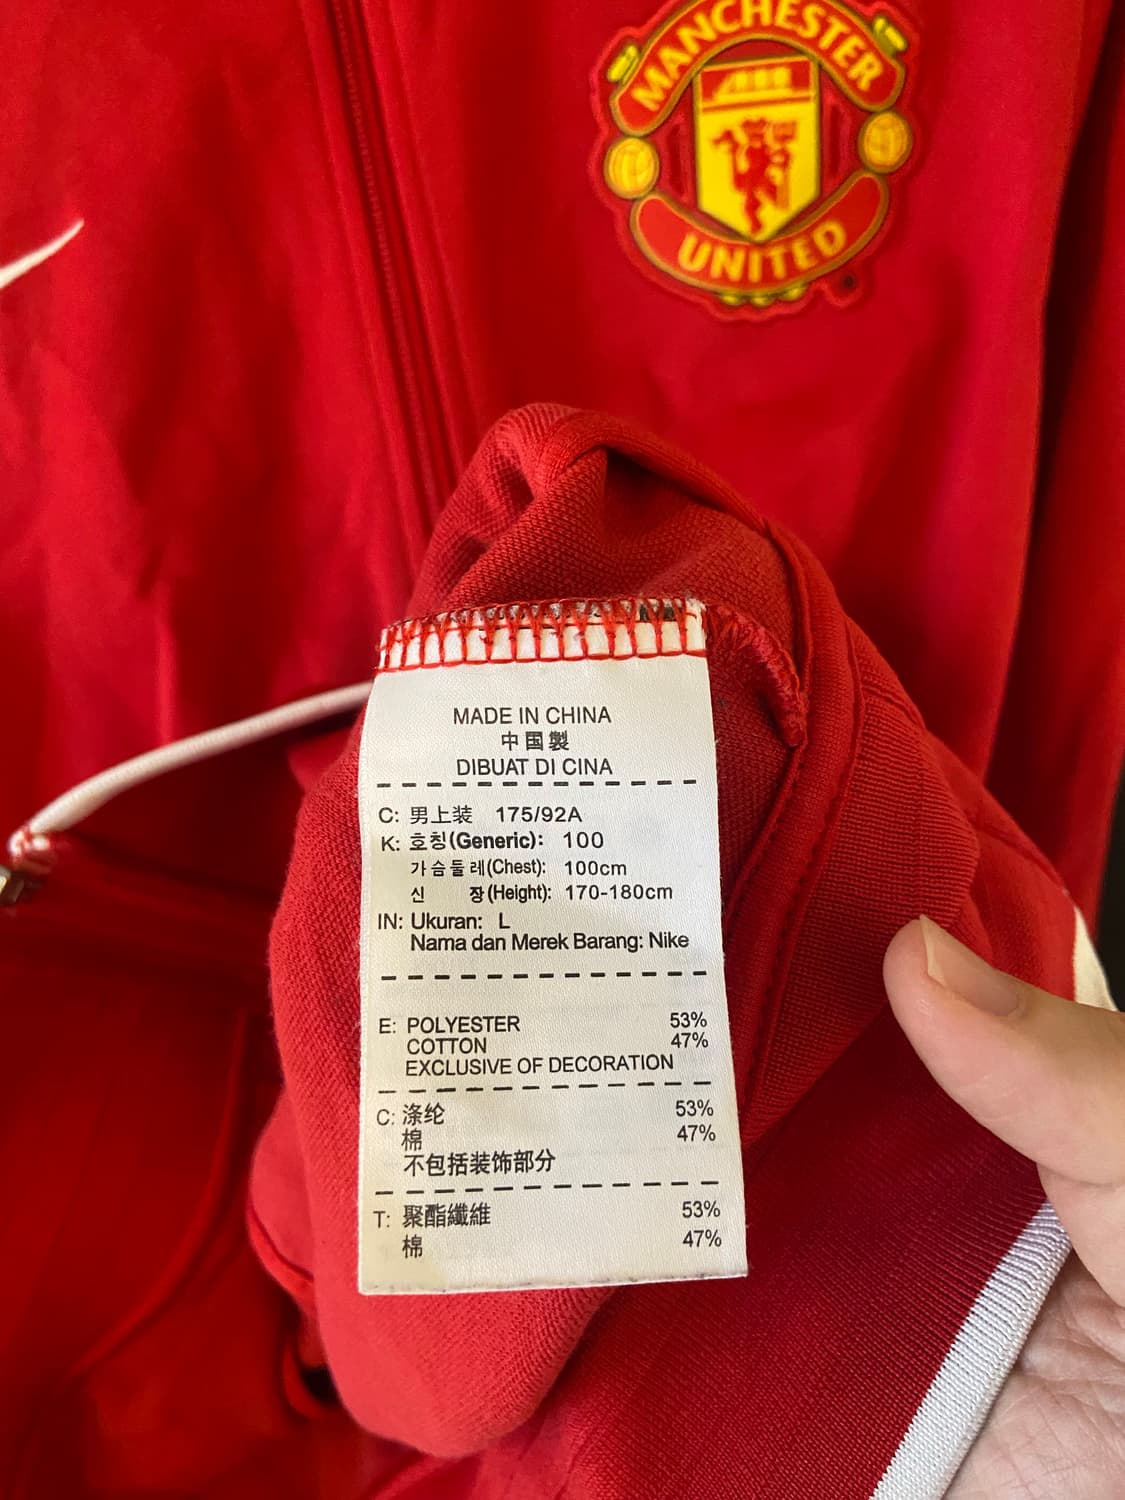 MANCHESTER
UNITED
MADE IN CHINA
中国製
DIBUAT DI CINA
C: 男上装 175/92A
K: 호칭(Generic): 100
가슴둘레(Chest): 100cm
신 장(Height): 170-180cm
IN: Ukuran: L
Nama dan Merek Barang: Nike
E: POLYESTER 53%
COTTON 47%
EXCLUSIVE OF DECORATION
C: 涤纶 53%
棉 47%
不包括装饰部分
T: 聚酯纖維 53%
棉 47%